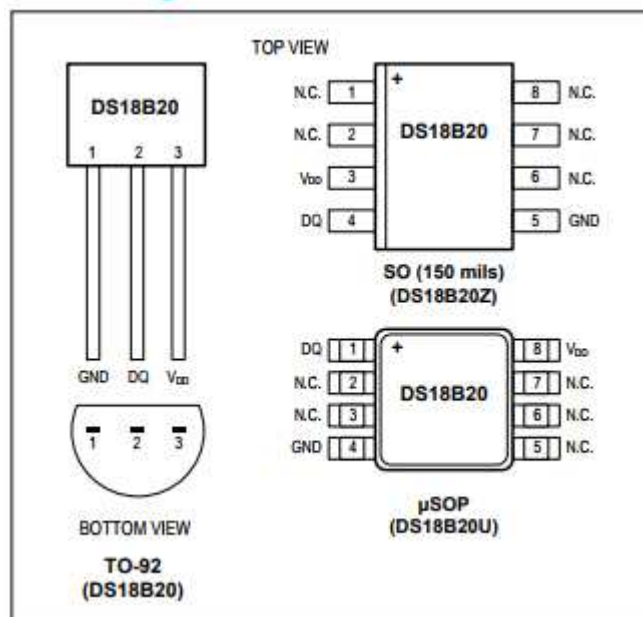 TOP VIEW
DS18B20
1 2 3
GND DQ VDD
1 2 3
BOTTOM VIEW
TO-92
(DS18B20)
N.C. 1 + 8 N.C.
N.C. 2 DS18B20 7 N.C.
VDD 3 6 N.C.
DQ 4 5 GND
SO (150 mils)
(DS18B20Z)
DQ 1 + 8 VDD
N.C. 2 DS18B20 7 N.C.
N.C. 3 6 N.C.
GND 4 5 N.C.
µSOP
(DS18B20U)